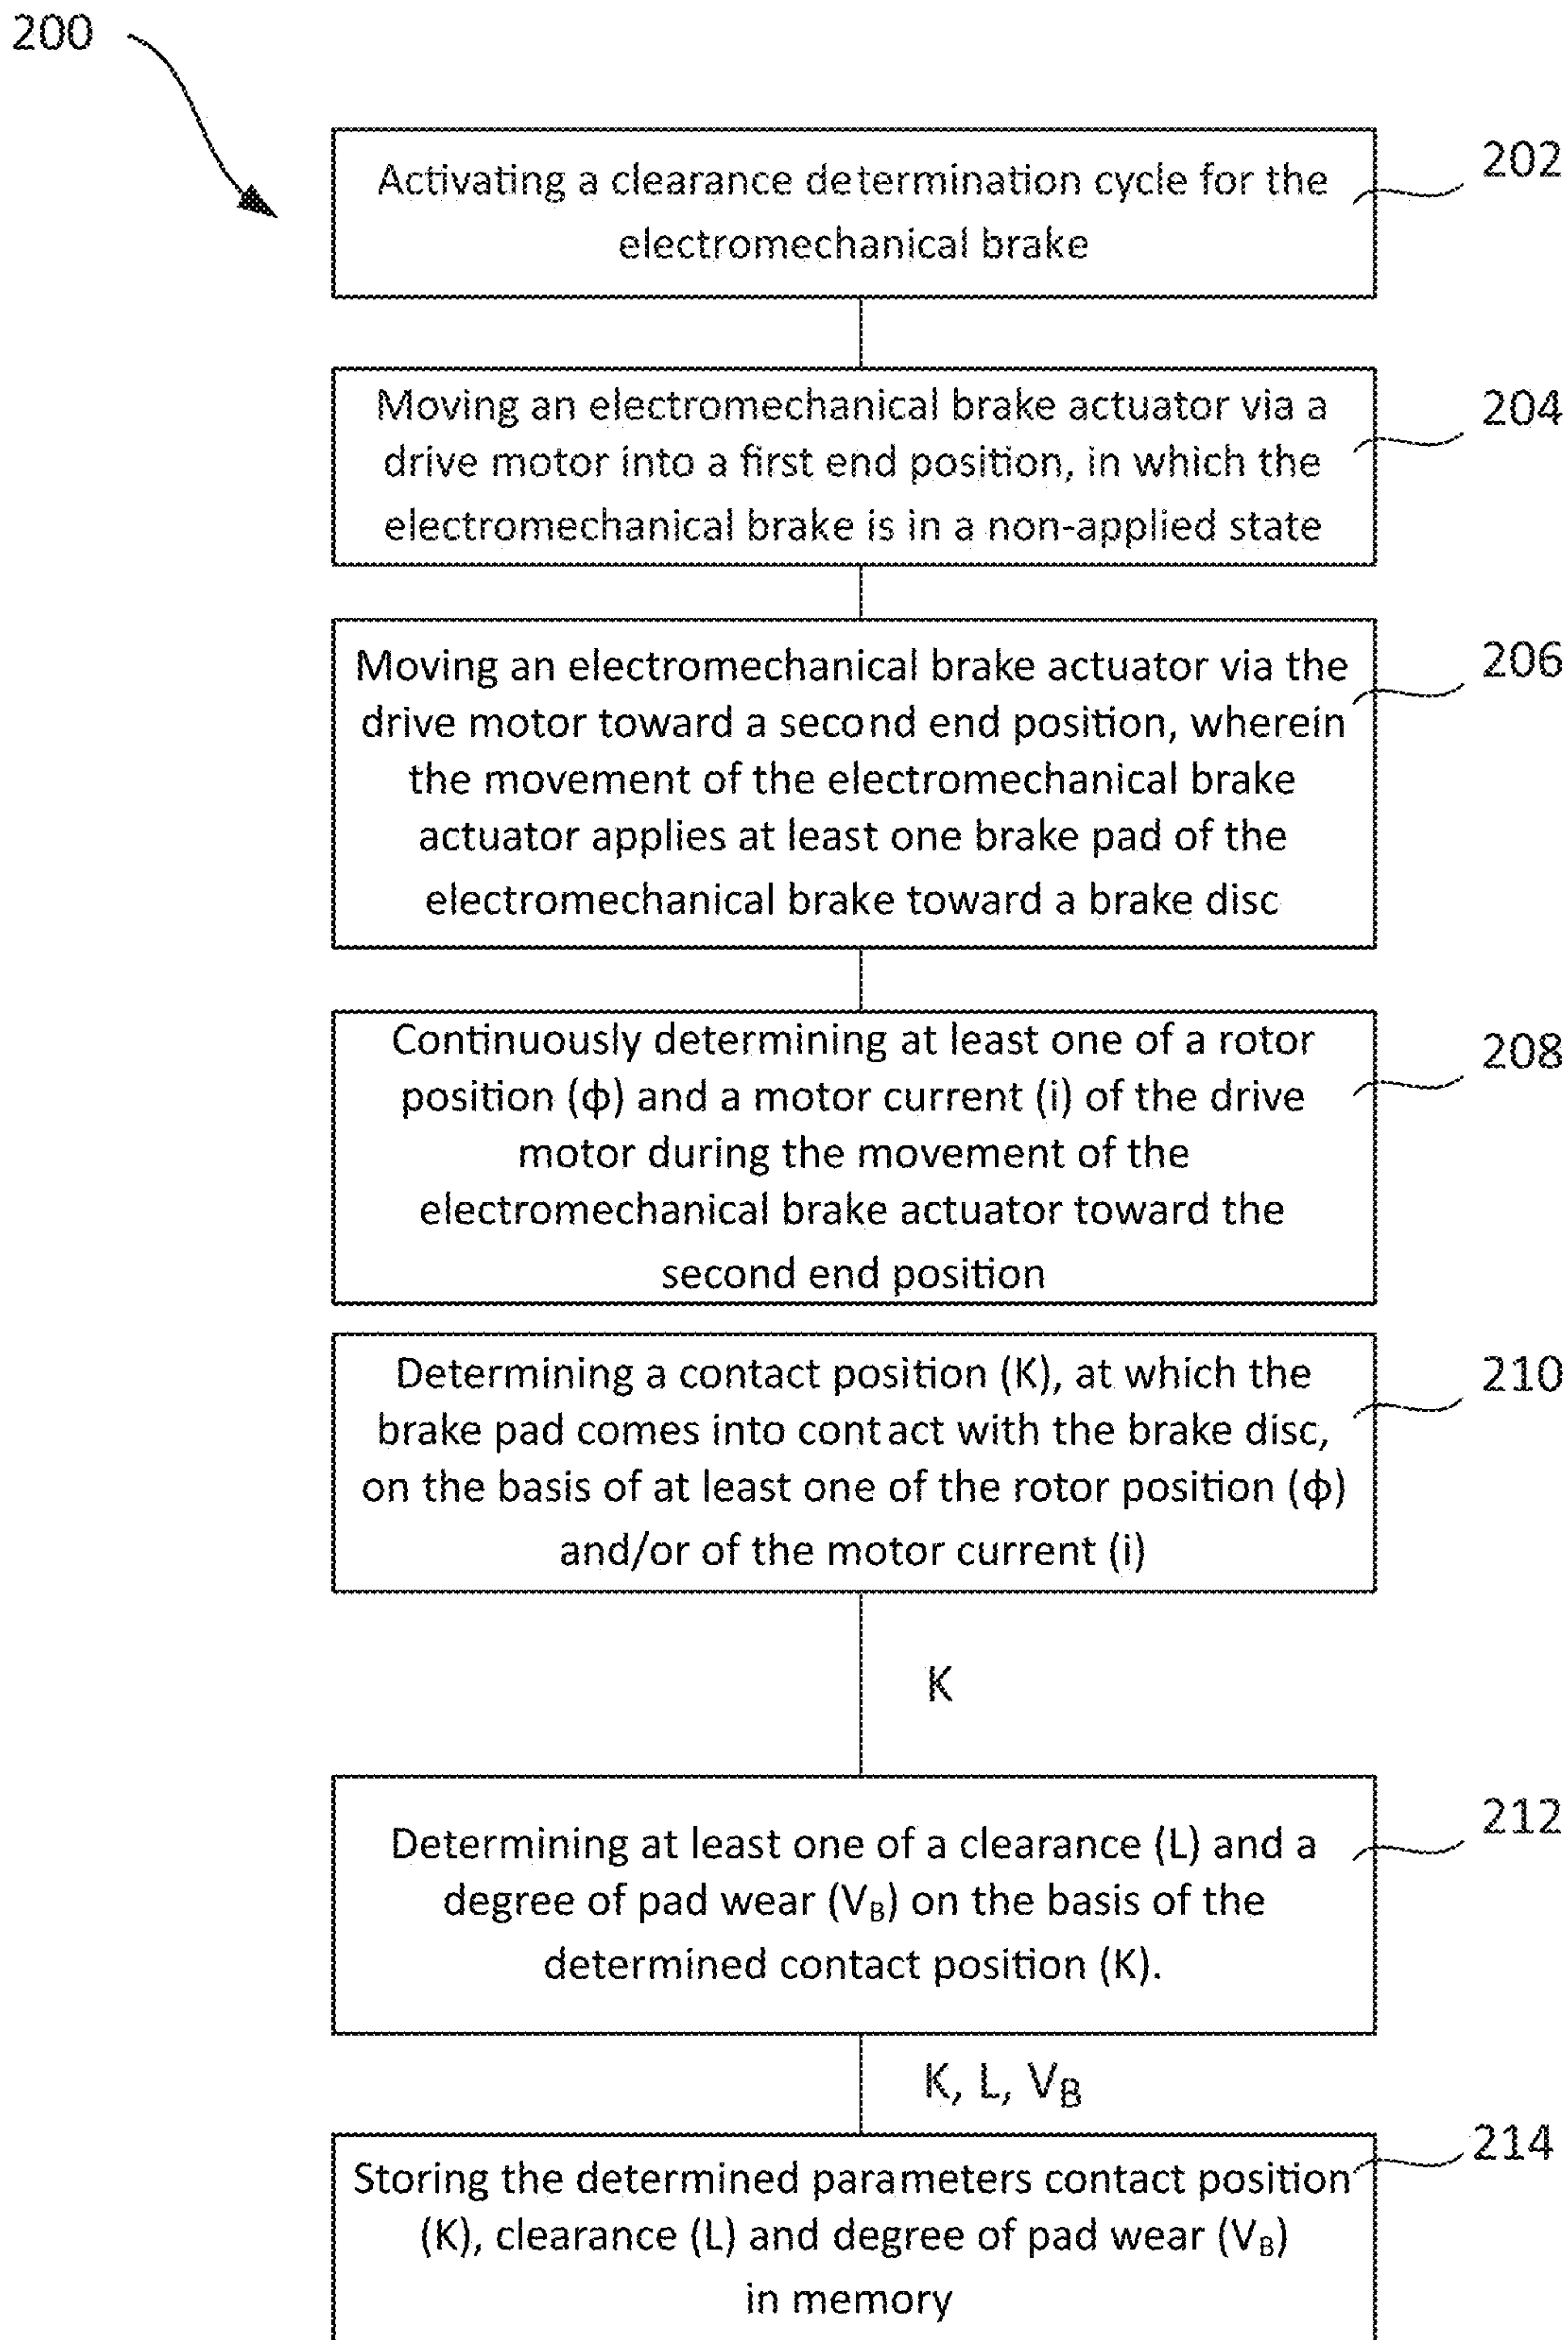 200
202
Activating a clearance determination cycle for the
electromechanical brake
204
Moving an electromechanical brake actuator via a
drive motor into a first end position, in which the
electromechanical brake is in a non-applied state
206
Moving an electromechanical brake actuator via the
drive motor toward a second end position, wherein
the movement of the electromechanical brake
actuator applies at least one brake pad of the
electromechanical brake toward a brake disc
208
Continuously determining at least one of a rotor
position (ϕ) and a motor current (i) of the drive
motor during the movement of the
electromechanical brake actuator toward the
second end position
210
Determining a contact position (K), at which the
brake pad comes into contact with the brake disc,
on the basis of at least one of the rotor position (ϕ)
and/or of the motor current (i)
K
212
Determining at least one of a clearance (L) and a
degree of pad wear (V_B) on the basis of the
determined contact position (K).
K, L, V_B
214
Storing the determined parameters contact position
(K), clearance (L) and degree of pad wear (V_B)
in memory